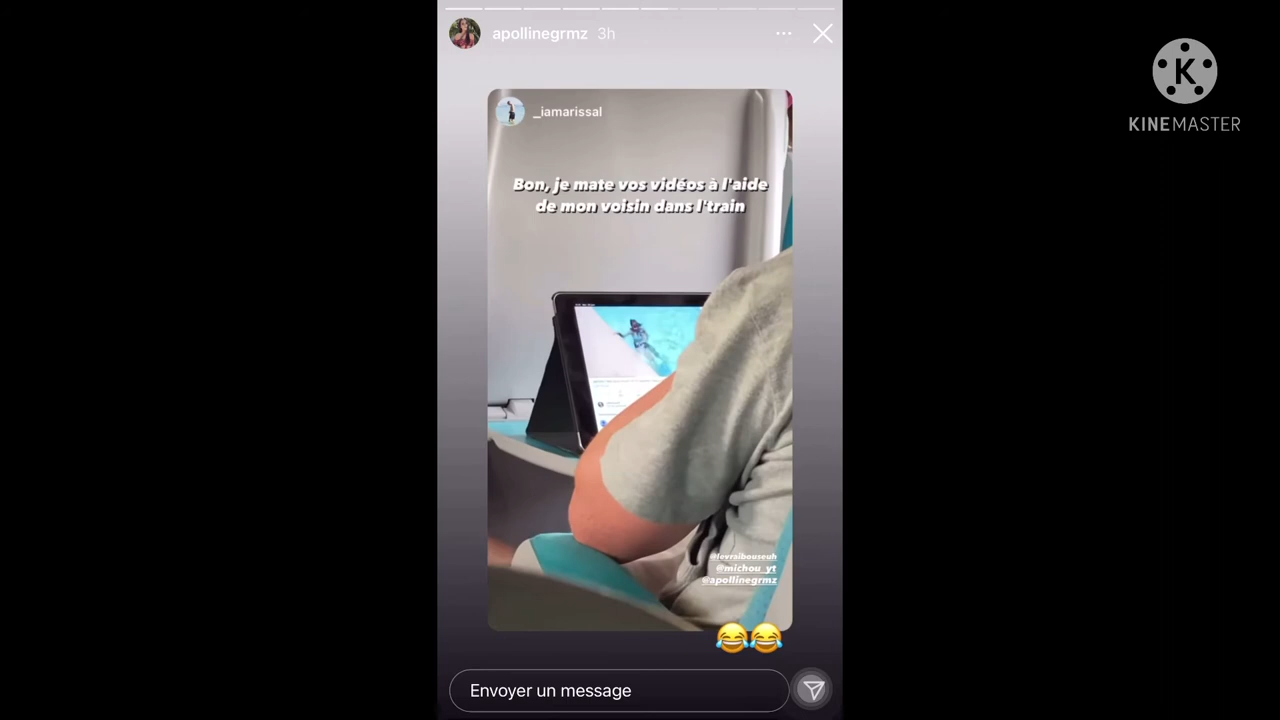 apollinegrmz 3h
K
KINEMASTER
_iamarissal
Bon, je mate vos vidéos à l'aide
de mon voisin dans l'train
@levraibouseuh
@michou_yt
@apollinegrmz
Envoyer un message